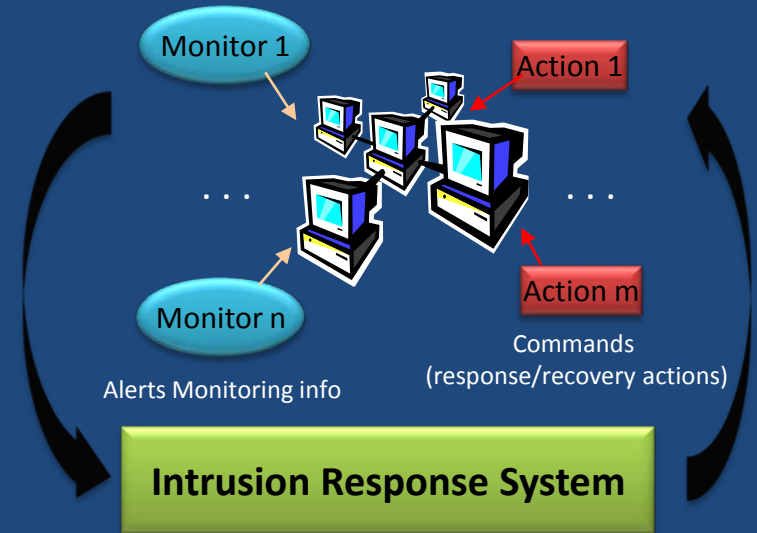 Monitor 1
Action 1
. . .
. . .
Monitor n
Action m
Alerts Monitoring info
Commands
(response/recovery actions)
Intrusion Response System